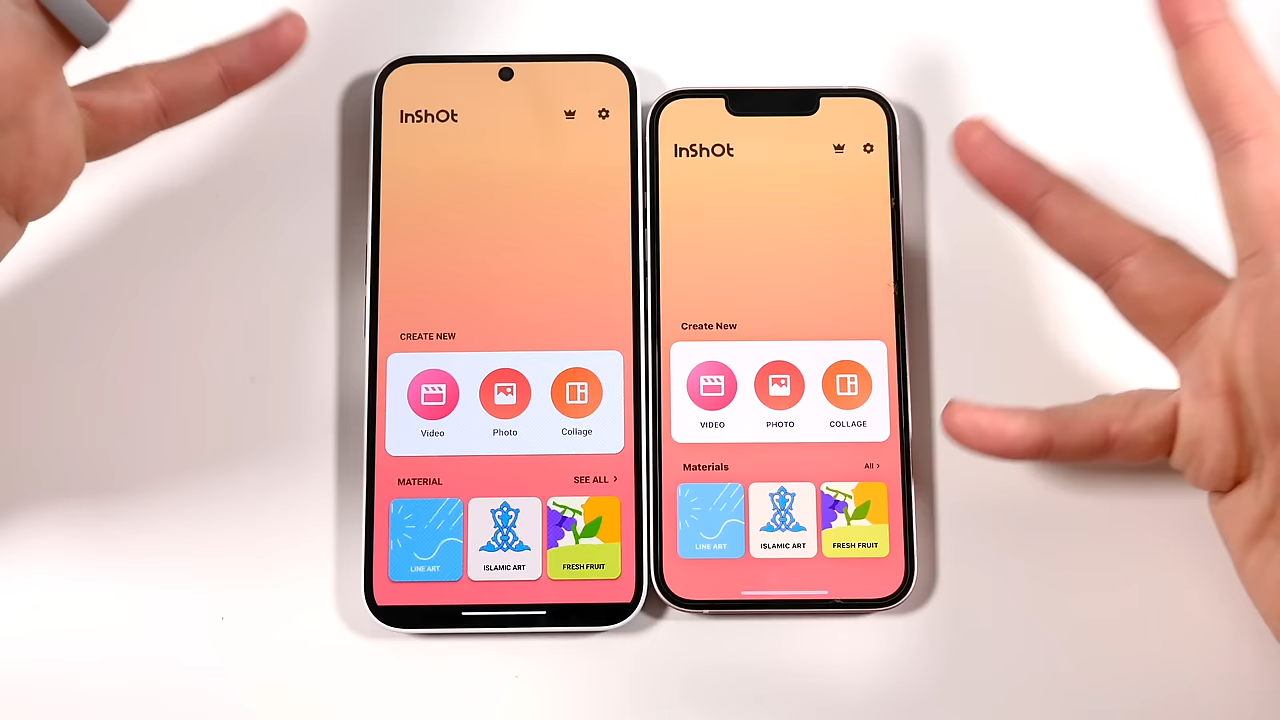 InShOt
CREATE NEW
Video Photo Collage
MATERIAL SEE ALL >
LINE ART ISLAMIC ART FRESH FRUIT
InShOt
Create New
VIDEO PHOTO COLLAGE
Materials All >
LINE ART ISLAMIC ART FRESH FRUIT